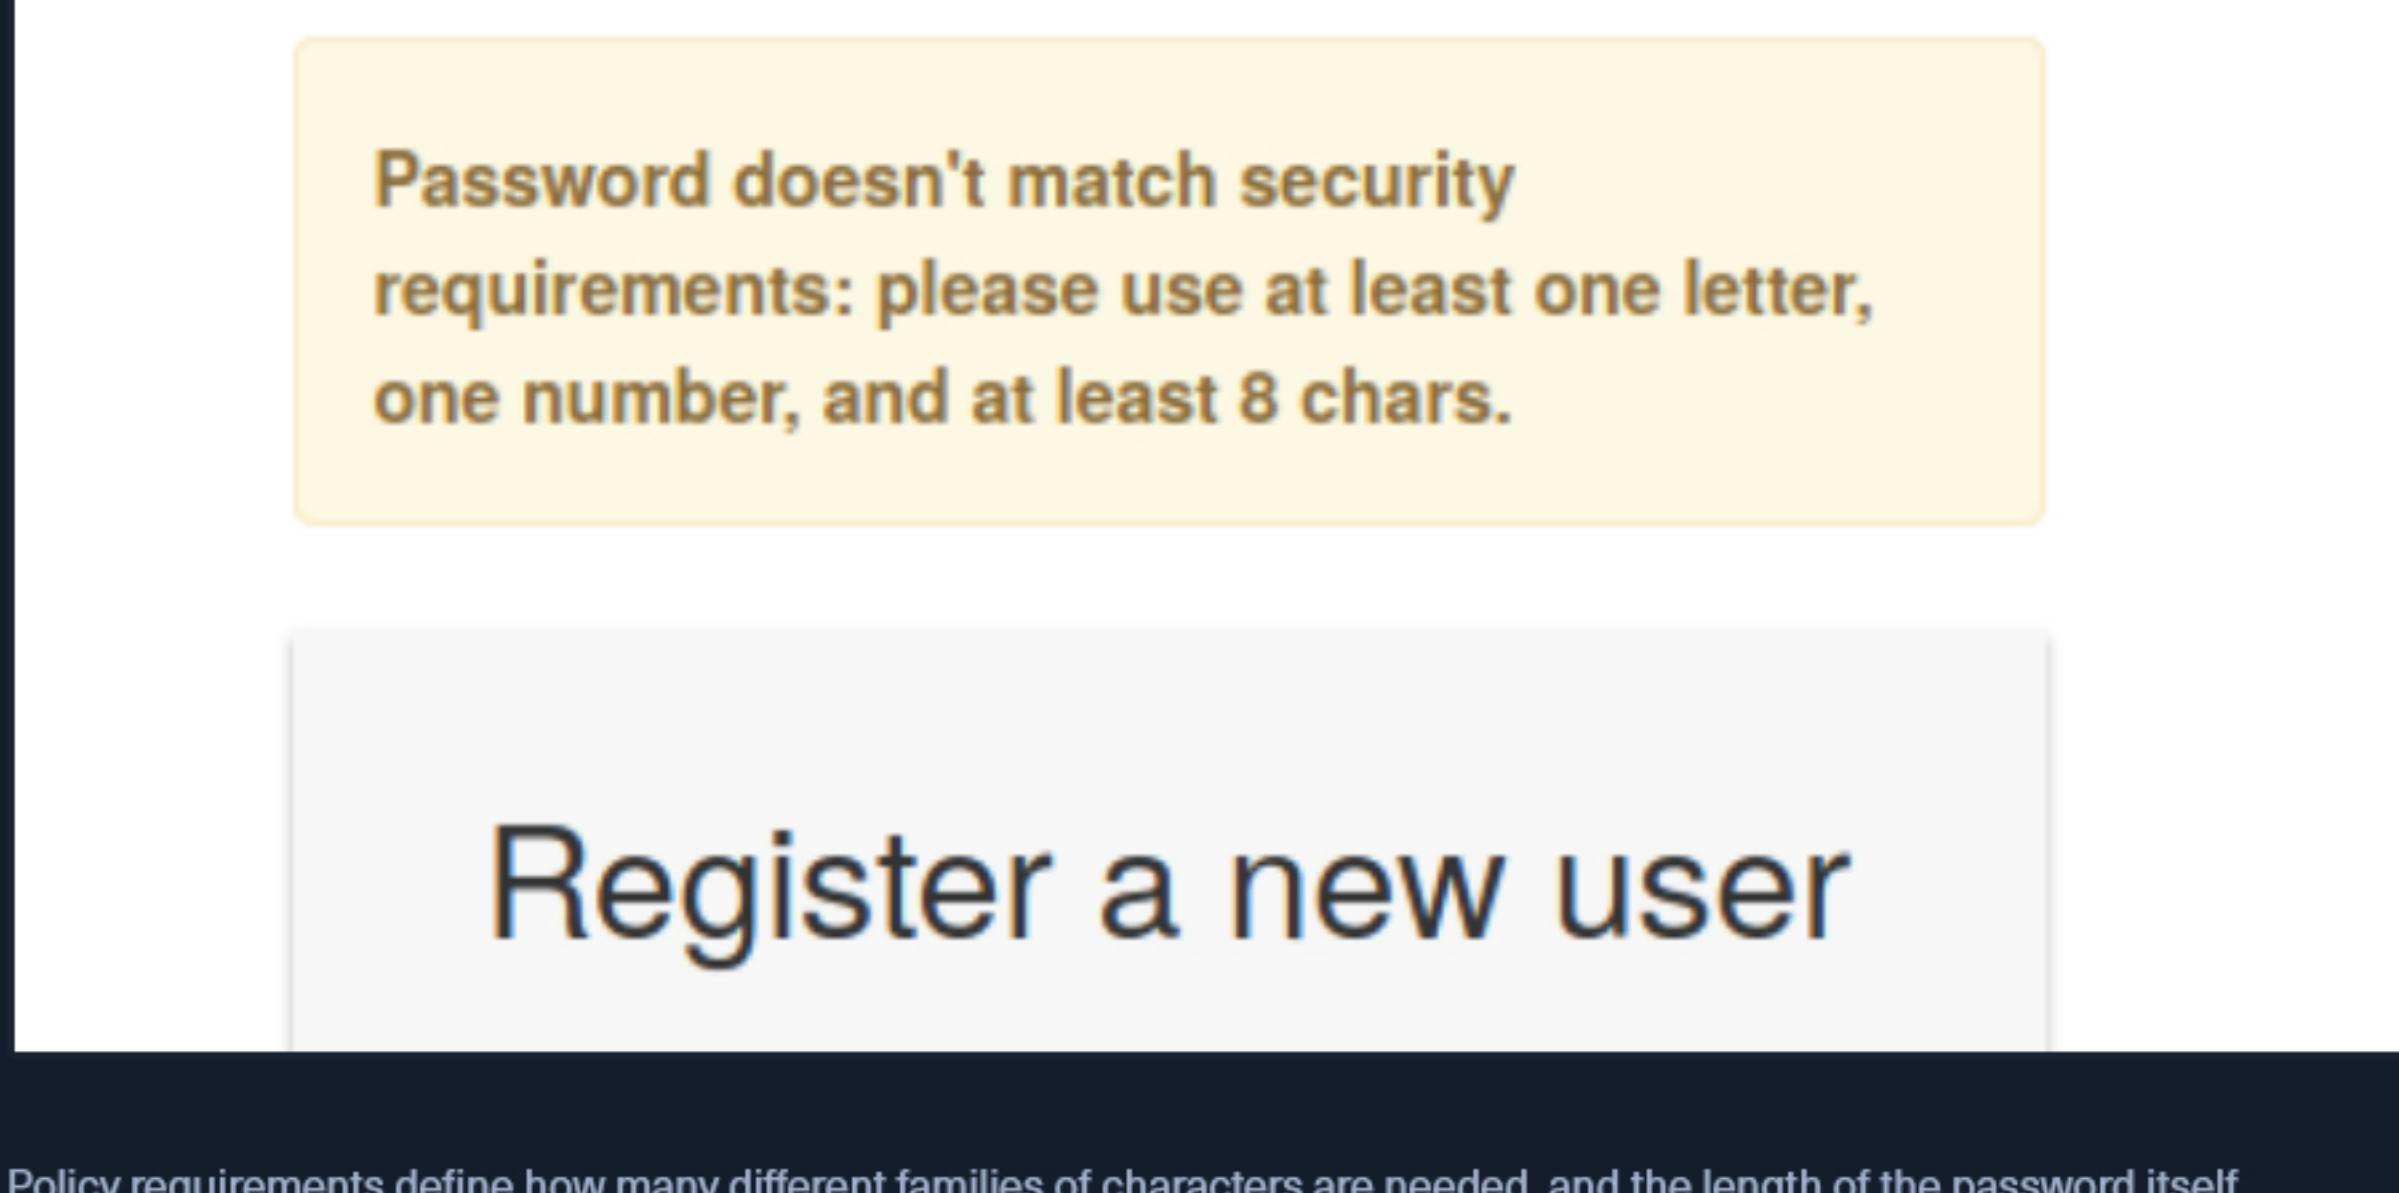 Password doesn't match security
requirements: please use at least one letter,
one number, and at least 8 chars.
Register a new user
Policy requirements define how many different families of characters are needed, and the length of the password itself.